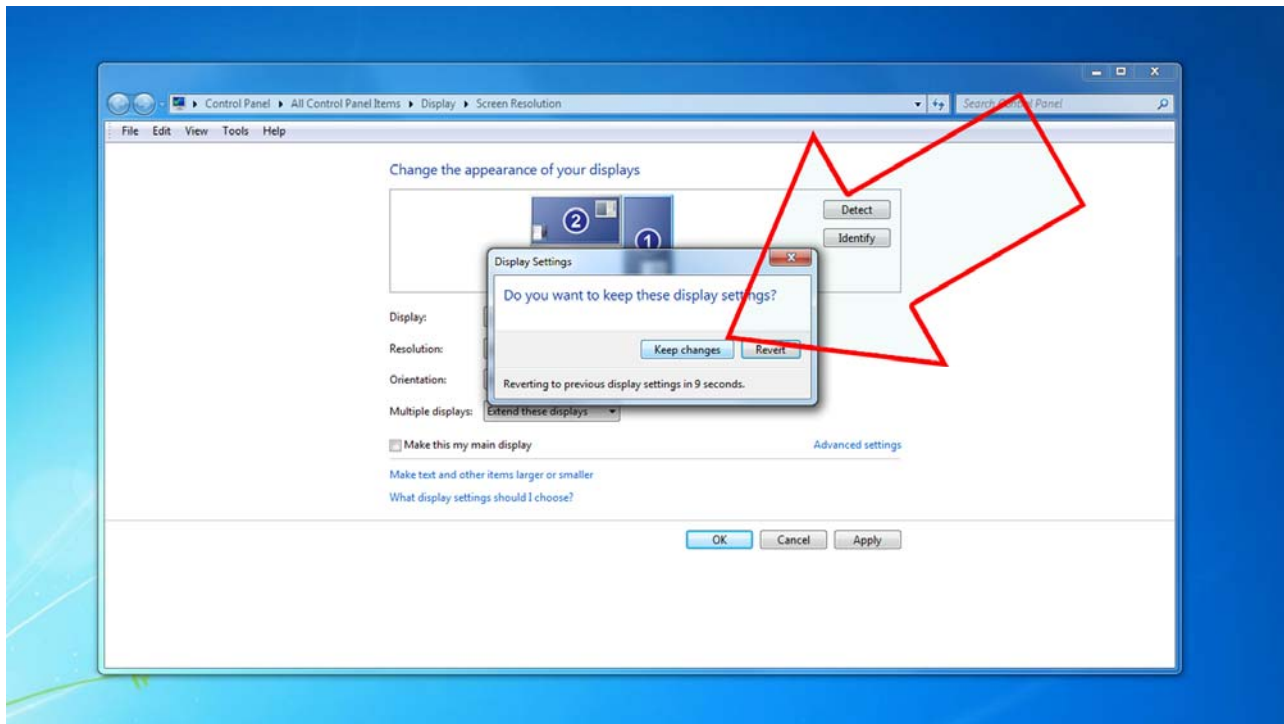 Control Panel ▸ All Control Panel Items ▸ Display ▸ Screen Resolution
Search Control Panel
File Edit View Tools Help
Change the appearance of your displays
2
1
Detect
Identify
Display Settings
Do you want to keep these display settings?
Keep changes Revert
Reverting to previous display settings in 9 seconds.
Display:
Resolution:
Orientation:
Multiple displays: Extend these displays
Make this my main display
Advanced settings
Make text and other items larger or smaller
What display settings should I choose?
OK Cancel Apply